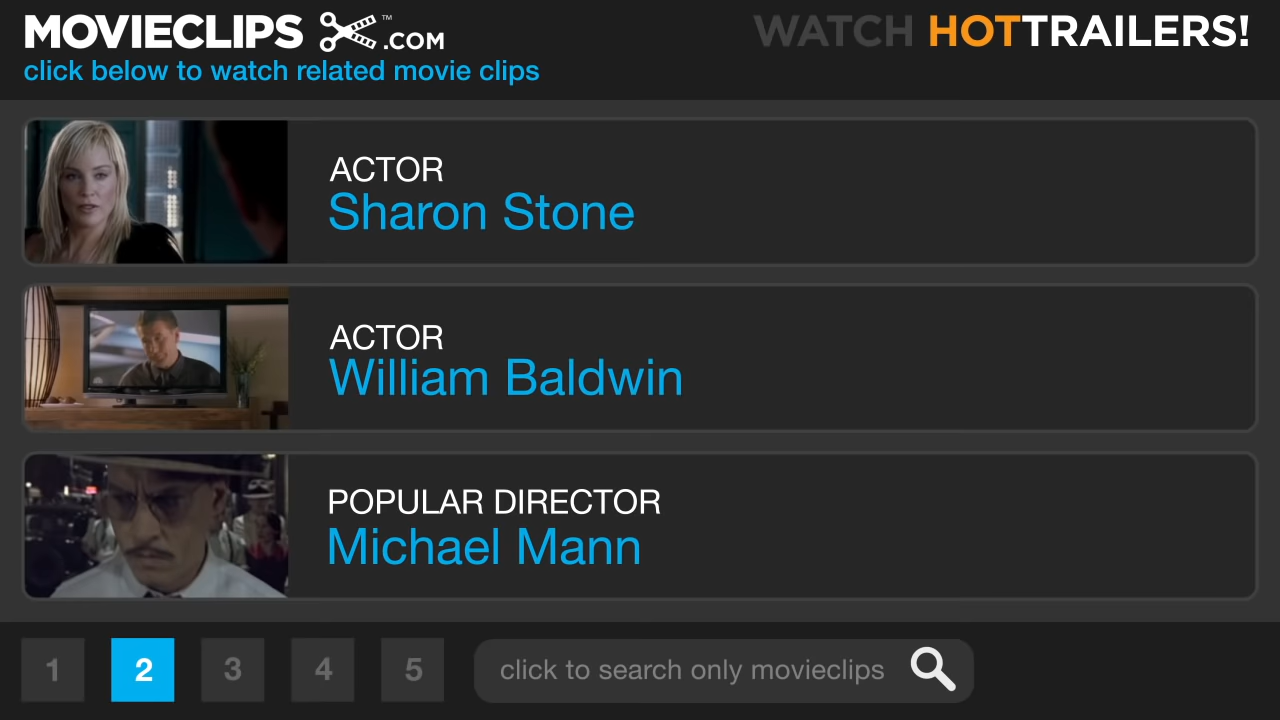 MOVIECLIPS ™ .COM
WATCH HOTTRAILERS!
click below to watch related movie clips
ACTOR
Sharon Stone
ACTOR
William Baldwin
POPULAR DIRECTOR
Michael Mann
1 2 3 4 5
click to search only movieclips